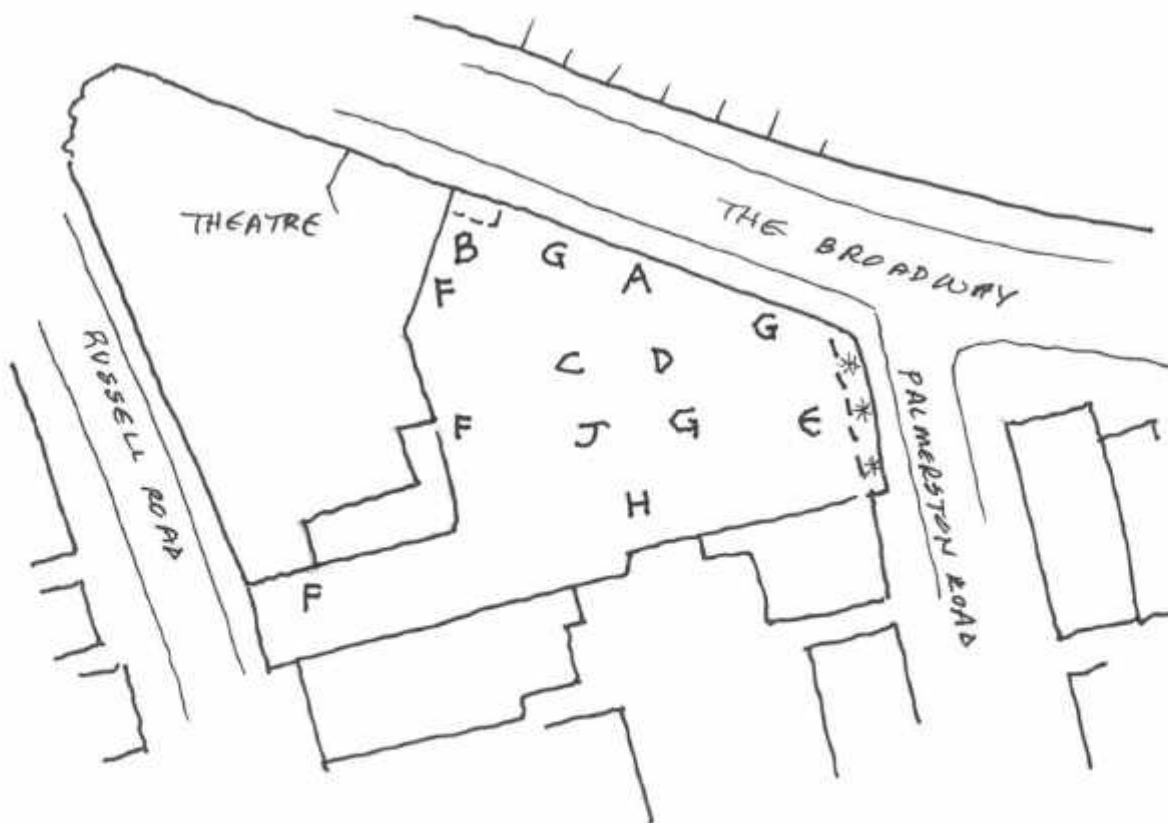 THEATRE
THE BROADWAY
B
G
A
F
G
RUSSELL ROAD
C
D
PALMERSTON ROAD
F
J
G
E
H
F